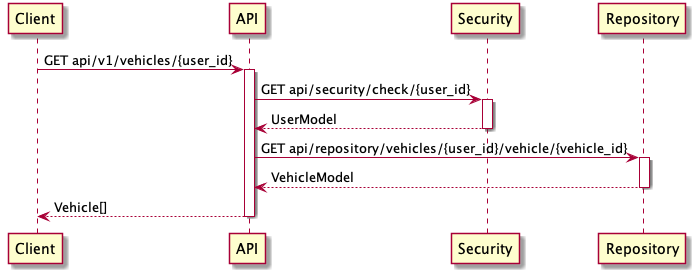 Client API Security Repository
GET api/v1/vehicles/{user_id}
GET api/security/check/{user_id}
UserModel
GET api/repository/vehicles/{user_id}/vehicle/{vehicle_id}
VehicleModel
Vehicle[]
Client API Security Repository